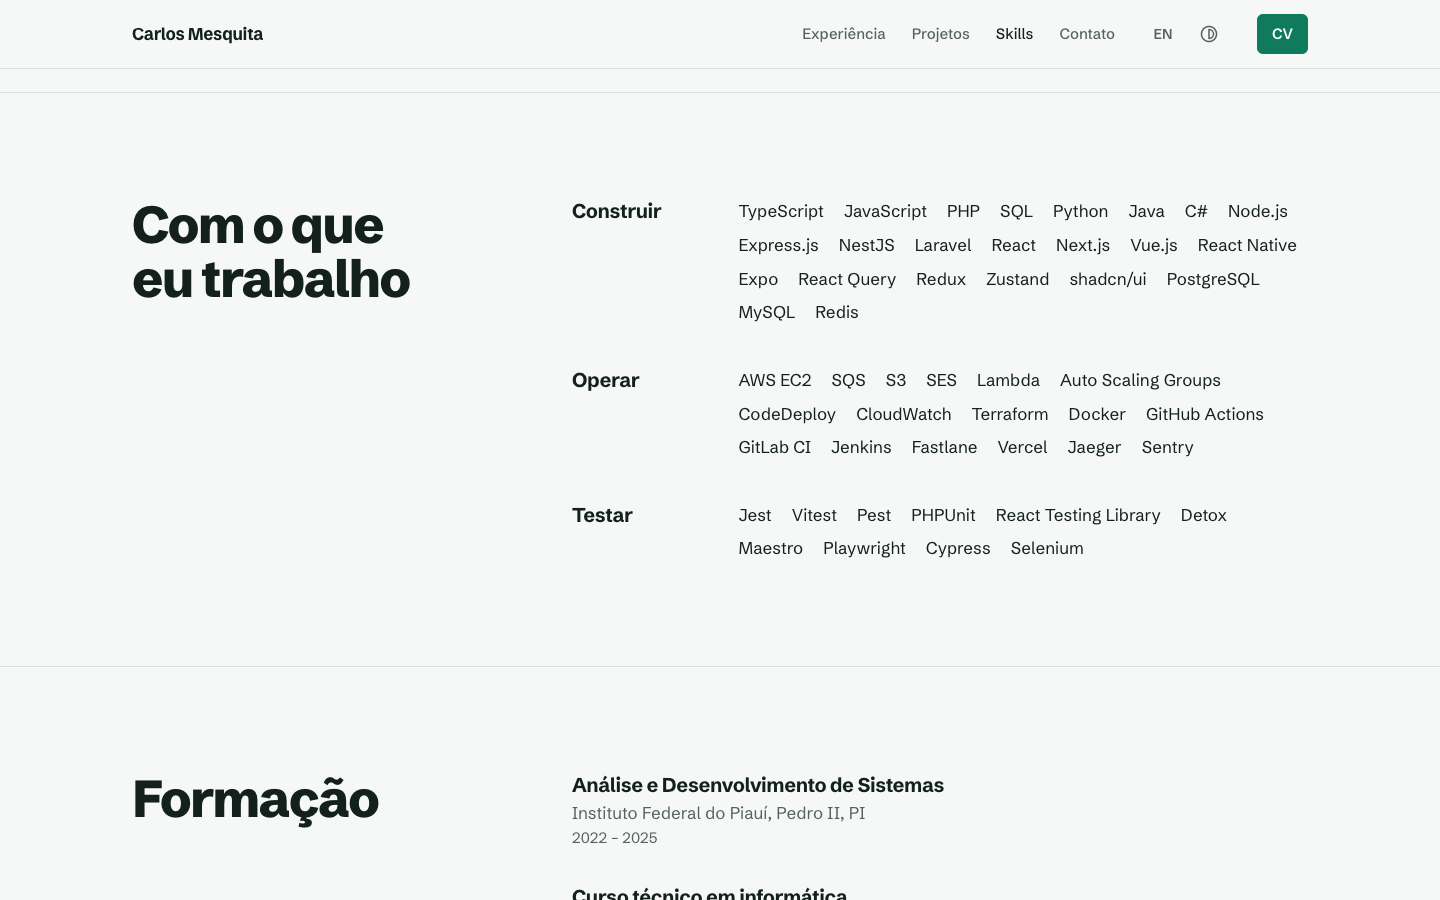 Carlos Mesquita
Experiência Projetos Skills Contato EN CV
Com o que
eu trabalho
Construir
TypeScript JavaScript PHP SQL Python Java C# Node.js
Express.js NestJS Laravel React Next.js Vue.js React Native
Expo React Query Redux Zustand shadcn/ui PostgreSQL
MySQL Redis
Operar
AWS EC2 SQS S3 SES Lambda Auto Scaling Groups
CodeDeploy CloudWatch Terraform Docker GitHub Actions
GitLab CI Jenkins Fastlane Vercel Jaeger Sentry
Testar
Jest Vitest Pest PHPUnit React Testing Library Detox
Maestro Playwright Cypress Selenium
Formação
Análise e Desenvolvimento de Sistemas
Instituto Federal do Piauí, Pedro II, PI
2022 – 2025
Curso técnico em informática